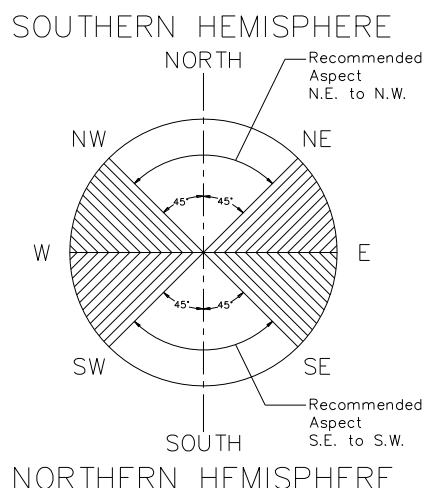 SOUTHERN HEMISPHERE
NORTH
Recommended
Aspect
N.E. to N.W.
NW
NE
45° 45°
W
E
45° 45°
SW
SE
Recommended
Aspect
S.E. to S.W.
SOUTH
NORTHERN HEMISPHERE